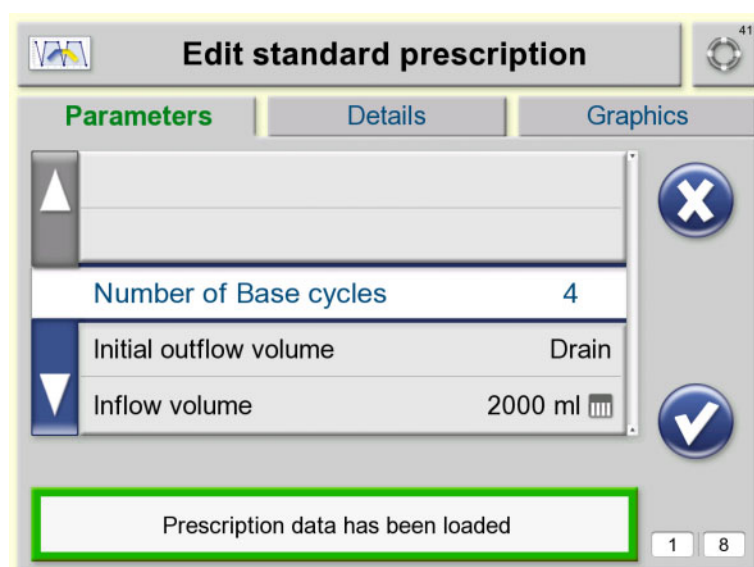 Edit standard prescription
41
Parameters Details Graphics
Number of Base cycles 4
Initial outflow volume Drain
Inflow volume 2000 ml
Prescription data has been loaded
1 8